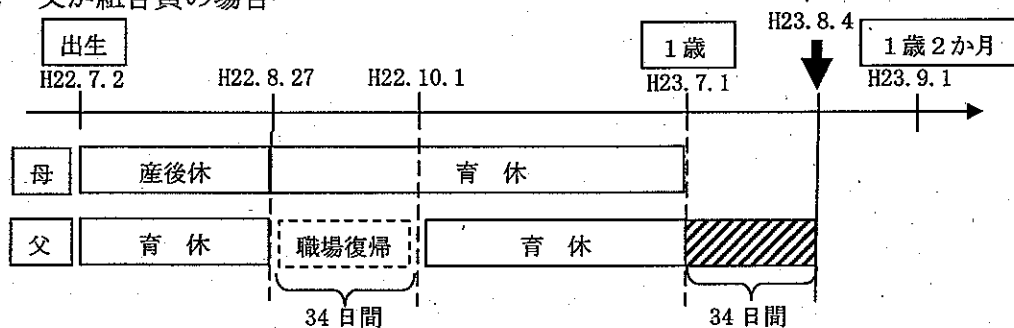 父が組合員の場合
H23.8.4
出生
1歳
1歳2か月
H22.7.2
H22.8.27
H22.10.1
H23.7.1
H23.9.1
母
産後休
育休
父
育休
職場復帰
育休
34日間
34日間